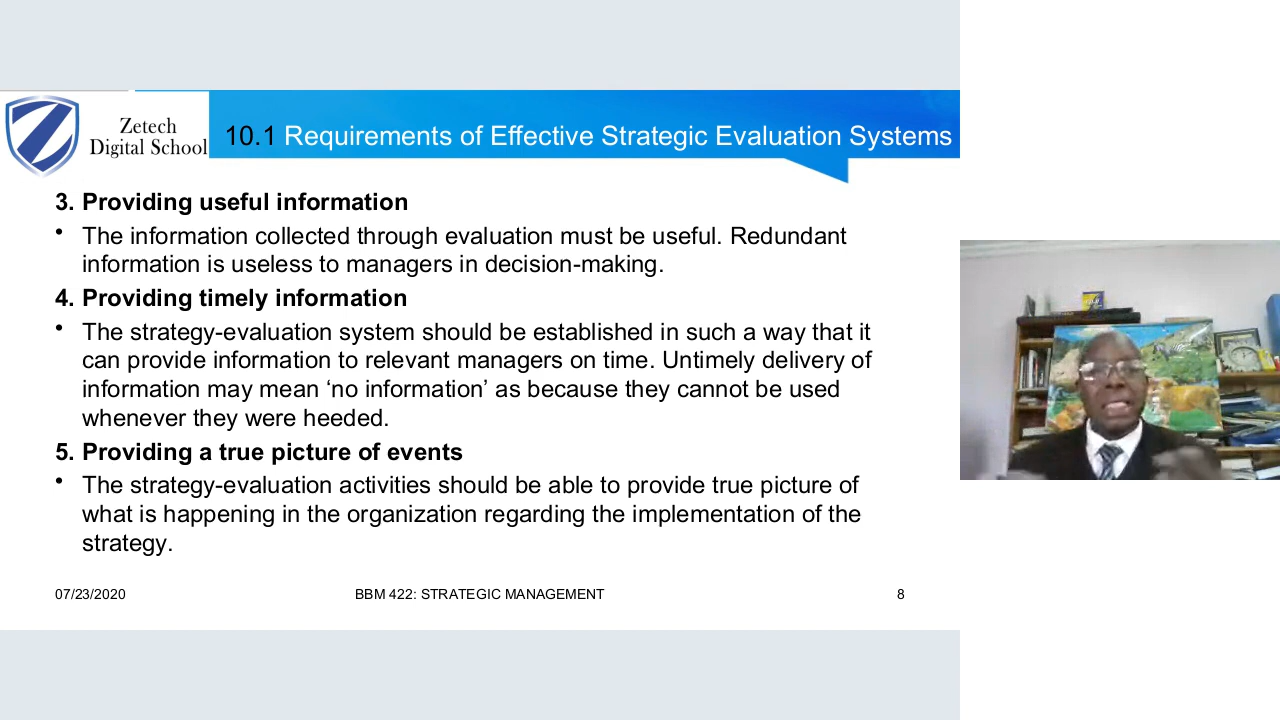 Zetech
Digital School
10.1 Requirements of Effective Strategic Evaluation Systems
3. Providing useful information
• The information collected through evaluation must be useful. Redundant
information is useless to managers in decision-making.
4. Providing timely information
• The strategy-evaluation system should be established in such a way that it
can provide information to relevant managers on time. Untimely delivery of
information may mean ‘no information’ as because they cannot be used
whenever they were heeded.
5. Providing a true picture of events
• The strategy-evaluation activities should be able to provide true picture of
what is happening in the organization regarding the implementation of the
strategy.
07/23/2020 BBM 422: STRATEGIC MANAGEMENT 8